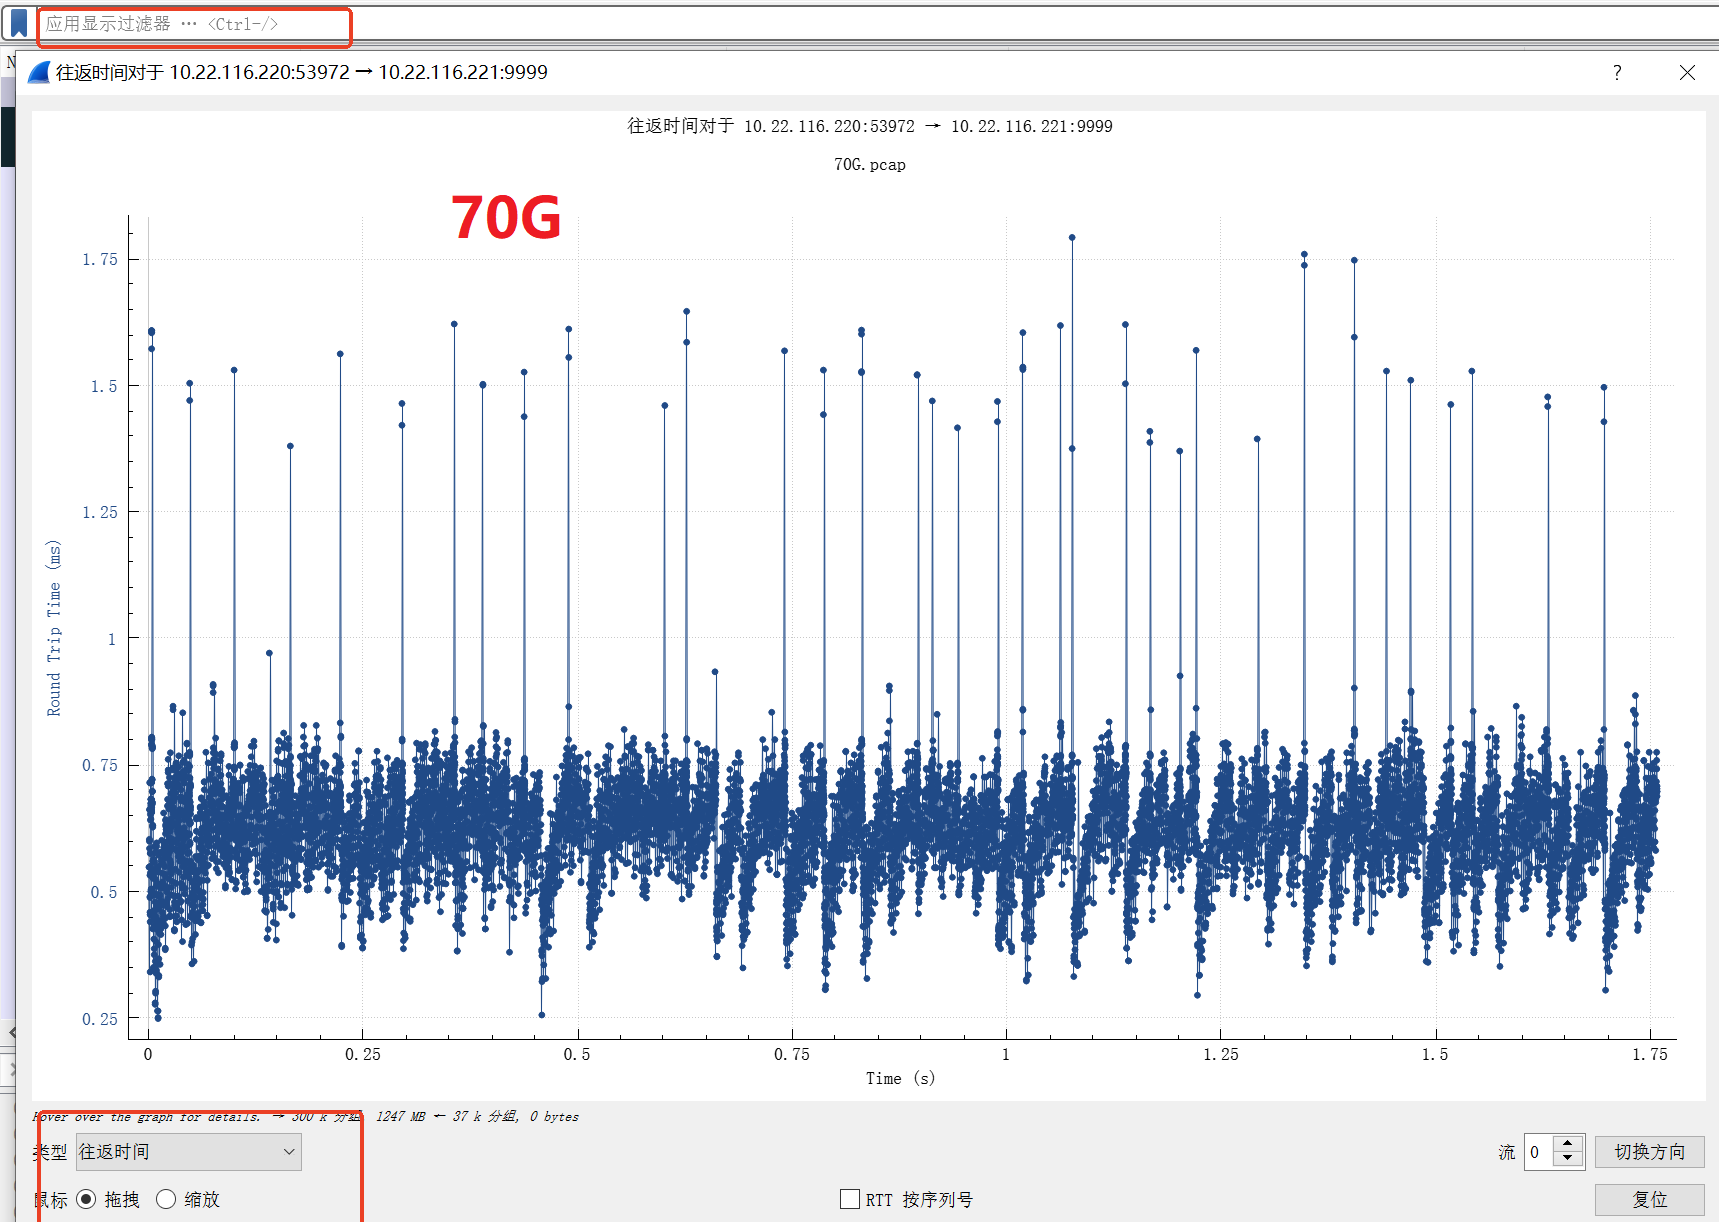 应用显示过滤器 … <Ctrl-/>
N
往返时间对于 10.22.116.220:53972 → 10.22.116.221:9999
?
往返时间对于 10.22.116.220:53972 → 10.22.116.221:9999
70G.pcap
70G
1.75
1.5
1.25
1
0.75
0.5
0.25
Round Trip Time (ms)
0 0.25 0.5 0.75 1 1.25 1.5 1.75
Time (s)
Hover over the graph for details. → 300 k 分组, 1247 MB ← 37 k 分组, 0 bytes
类型 往返时间 流 0 切换方向
鼠标 拖拽 缩放 RTT 按序列号 复位